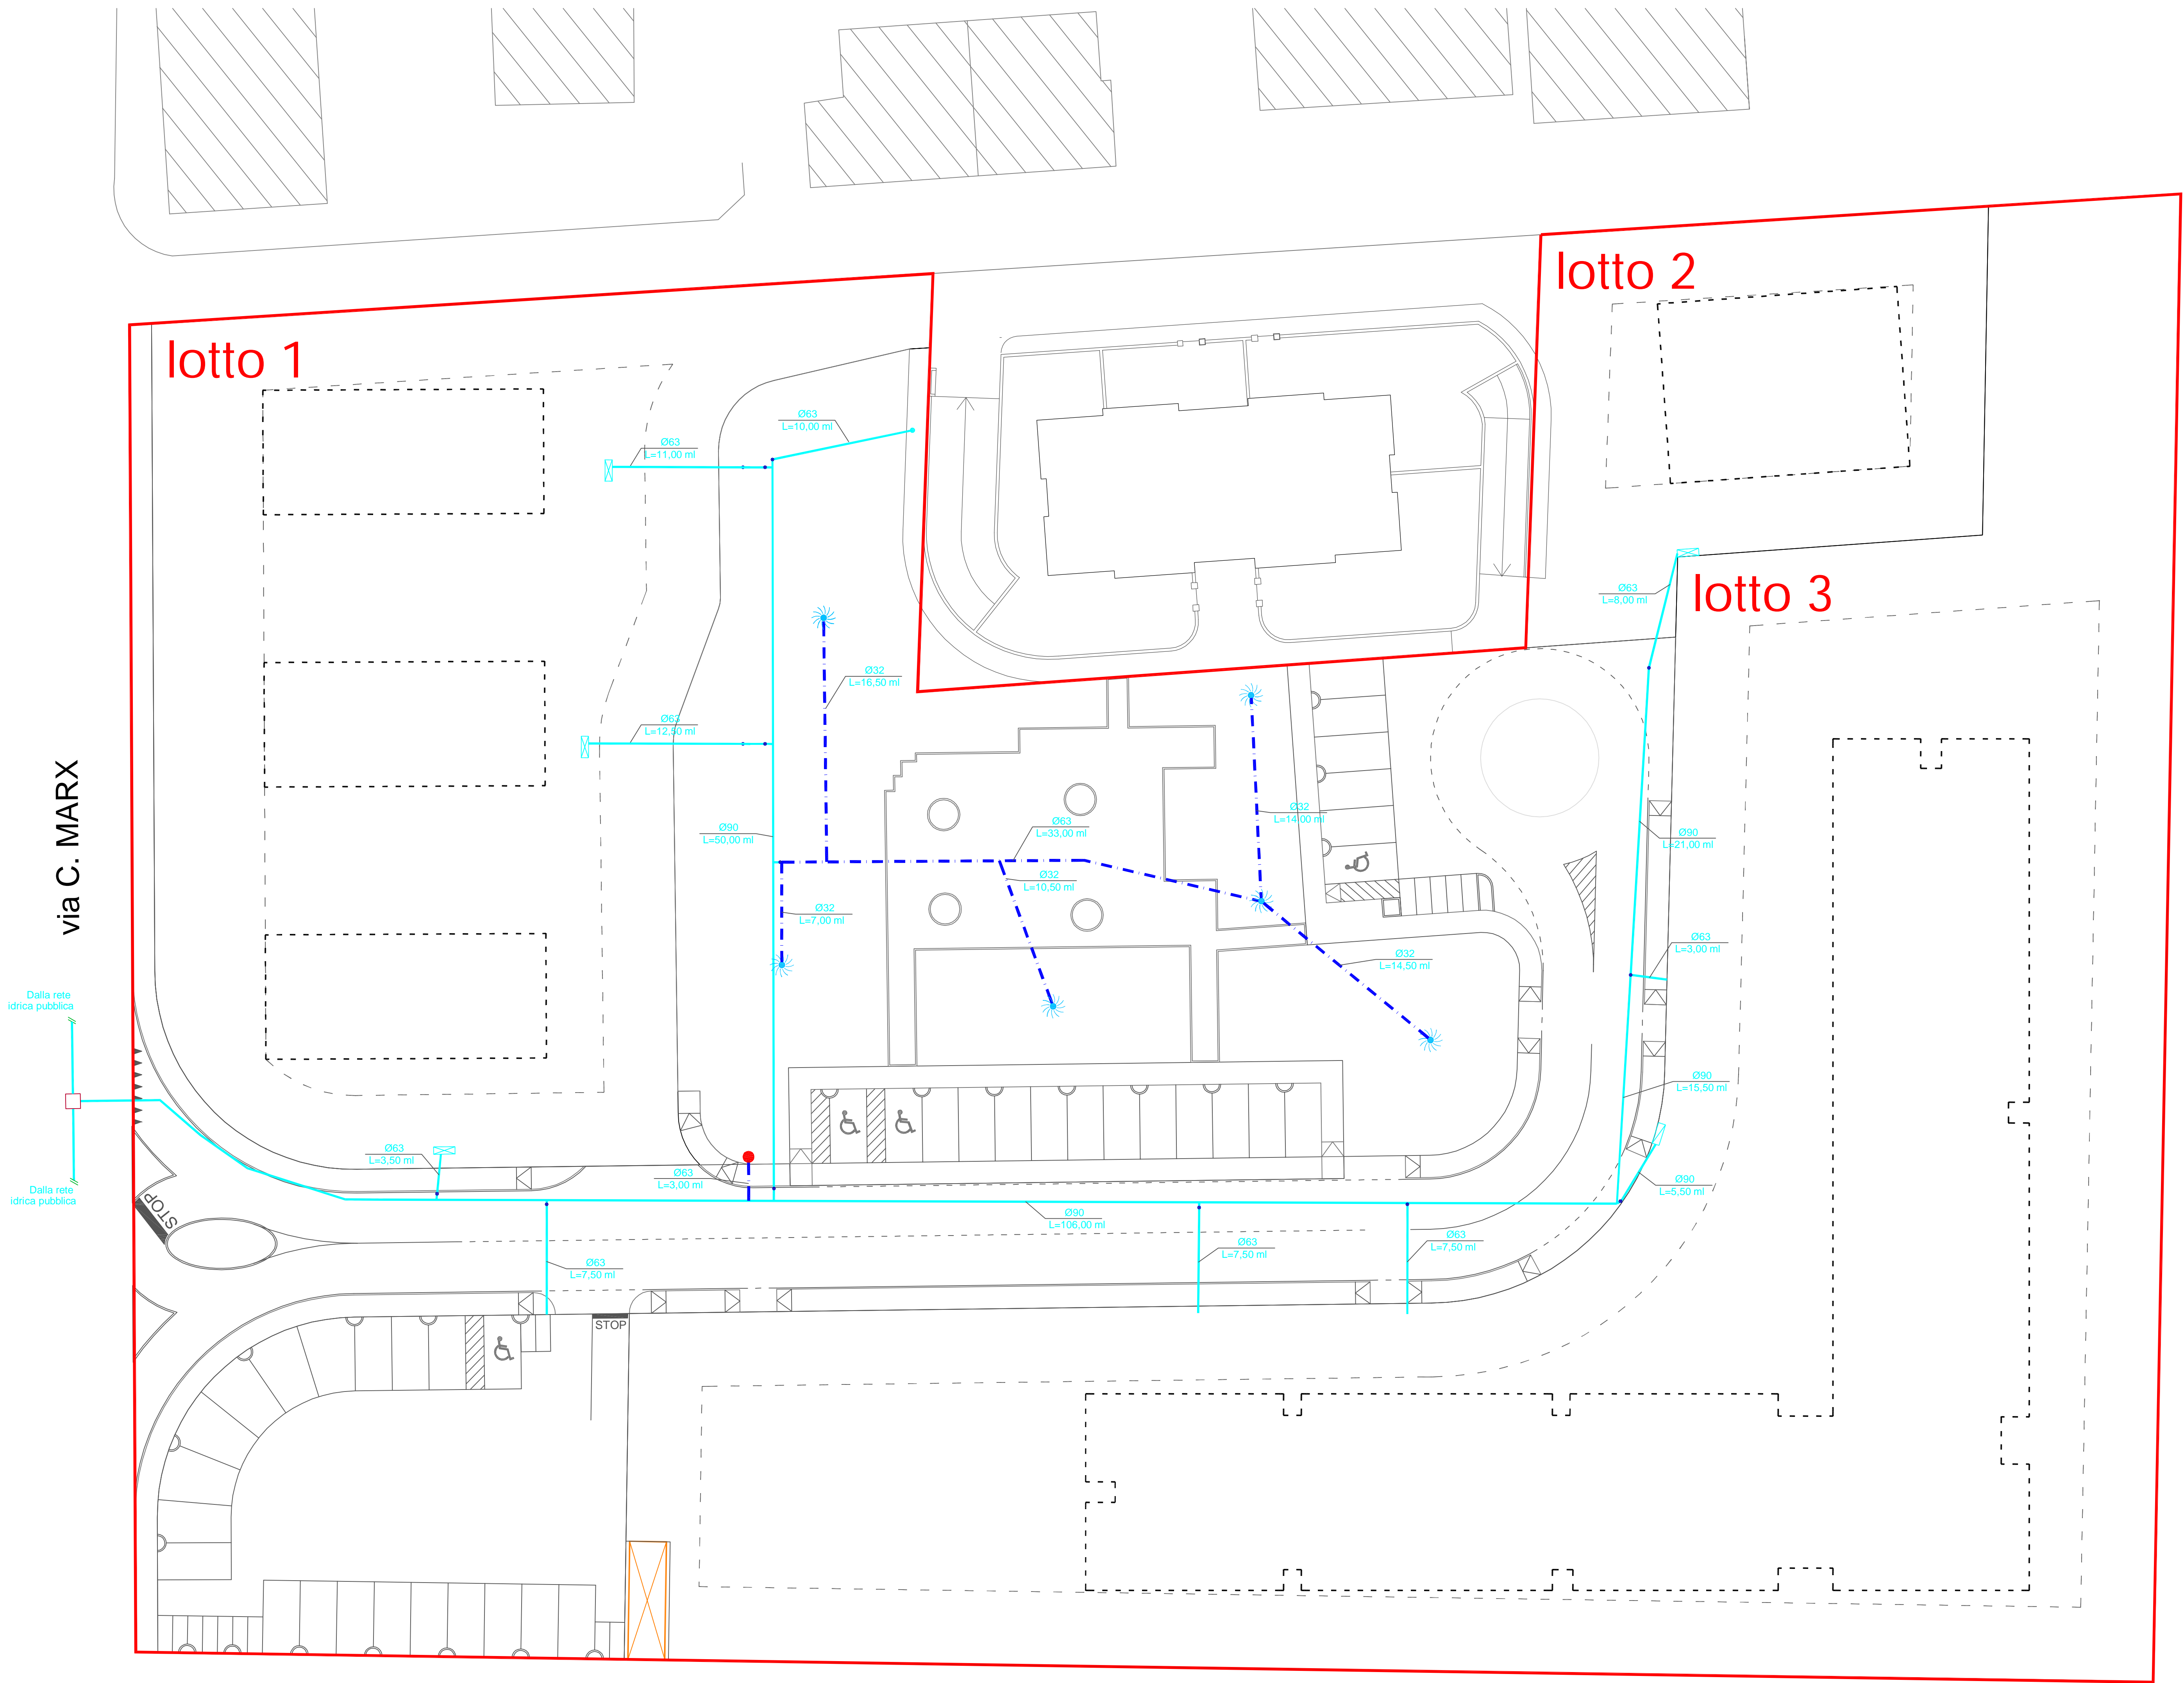 lotto 2
lotto 1
Ø63
L=10,00 ml
Ø63
L=11,00 ml
lotto 3
Ø63
L=8,00 ml
Ø32
L=16,50 ml
Ø63
L=12,50 ml
via C. MARX
Ø32
L=14,00 ml
Ø90
L=50,00 ml
Ø63
L=33,00 ml
Ø90
L=21,00 ml
Ø32
L=10,50 ml
Ø32
L=7,00 ml
Ø63
L=3,00 ml
Ø32
L=14,50 ml
Dalla rete
idrica pubblica
Ø90
L=15,50 ml
Ø63
L=3,50 ml
Ø63
L=3,00 ml
Ø90
L=5,50 ml
Dalla rete
idrica pubblica
STOP
Ø90
L=106,00 ml
Ø63
L=7,50 ml
Ø63
L=7,50 ml
Ø63
L=7,50 ml
STOP